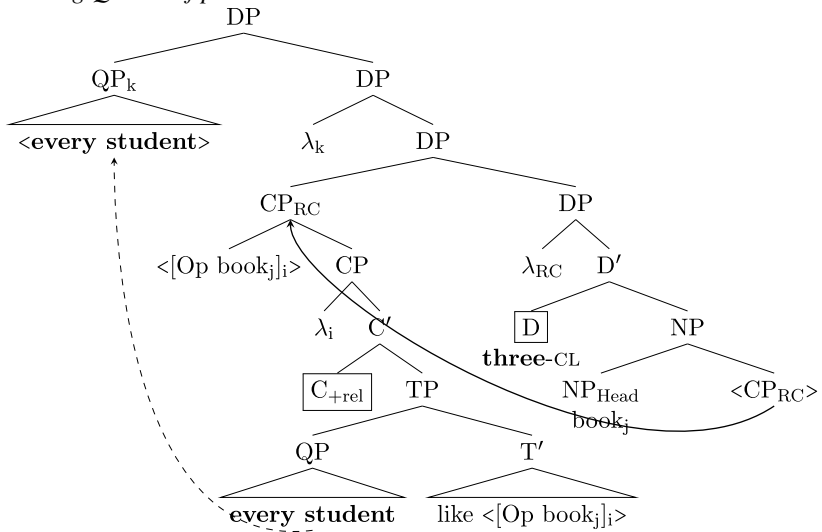 DP
QPk DP
<every student> λk DP
CPRC DP
<[Op bookj]i> CP λRC D′
λi C′ D NP
three-CL
C+rel TP NPHead <CPRC>
bookj
QP T′
every student like <[Op bookj]i>